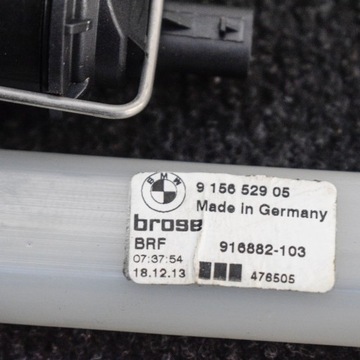 BMW
9 156 529 05
Made in Germany
brose
BRF
916882-103
07:37:54
18.12.13
476505